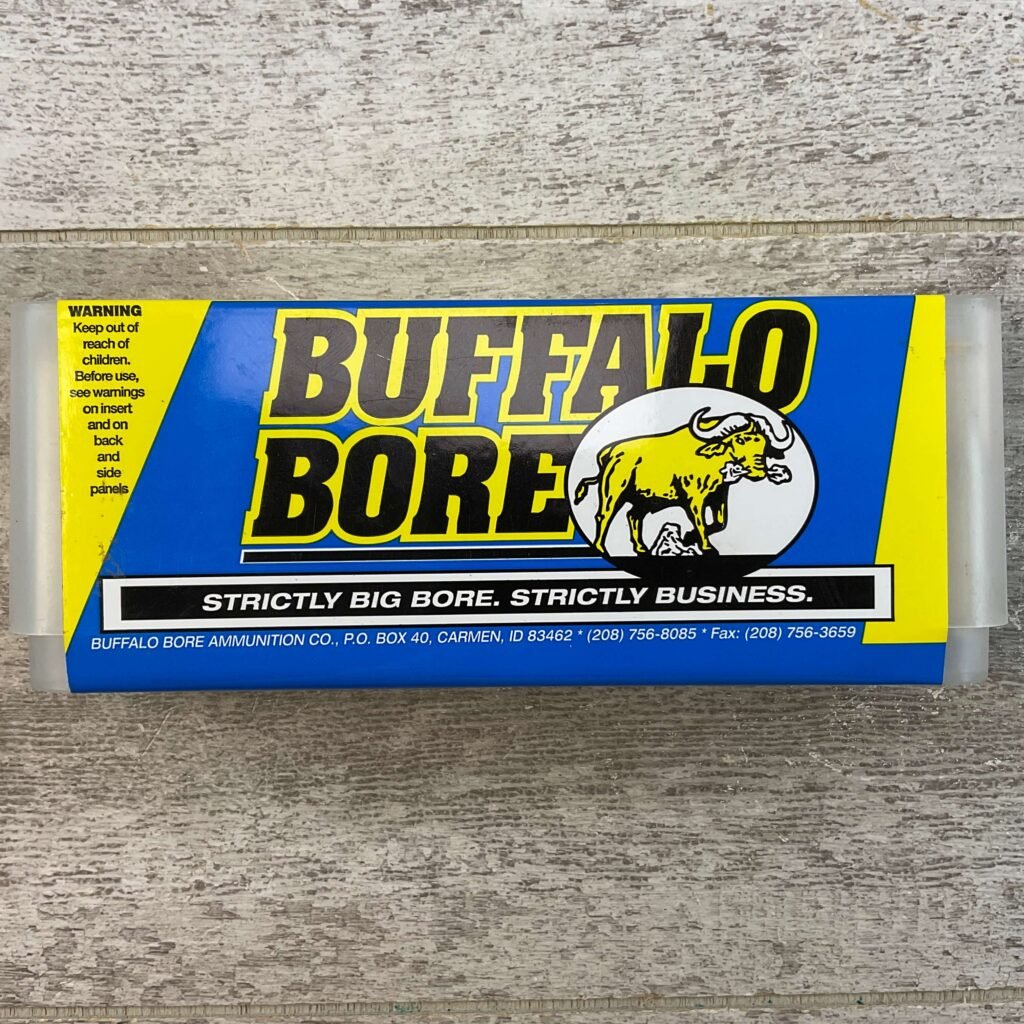 WARNING
Keep out of
reach of
children.
Before use,
see warnings
on insert
and on
back
and
side
panels
BUFFALO
BORE
STRICTLY BIG BORE. STRICTLY BUSINESS.
BUFFALO BORE AMMUNITION CO., P.O. BOX 40, CARMEN, ID 83462 * (208) 756-8085 * Fax: (208) 756-3659